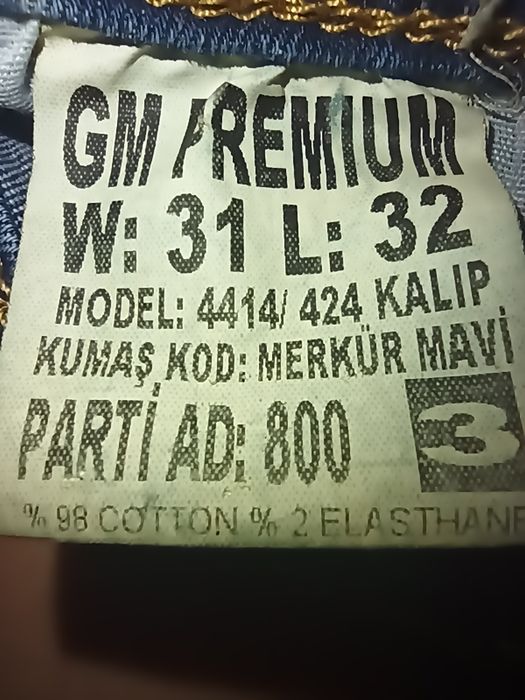 GM PREMIUM
W: 31 L: 32
MODEL: 4414/ 424 KALIP
KUMAŞ KOD: MERKÜR MAVİ
PARTİ AD: 800 3
% 98 COTTON % 2 ELASTHANE